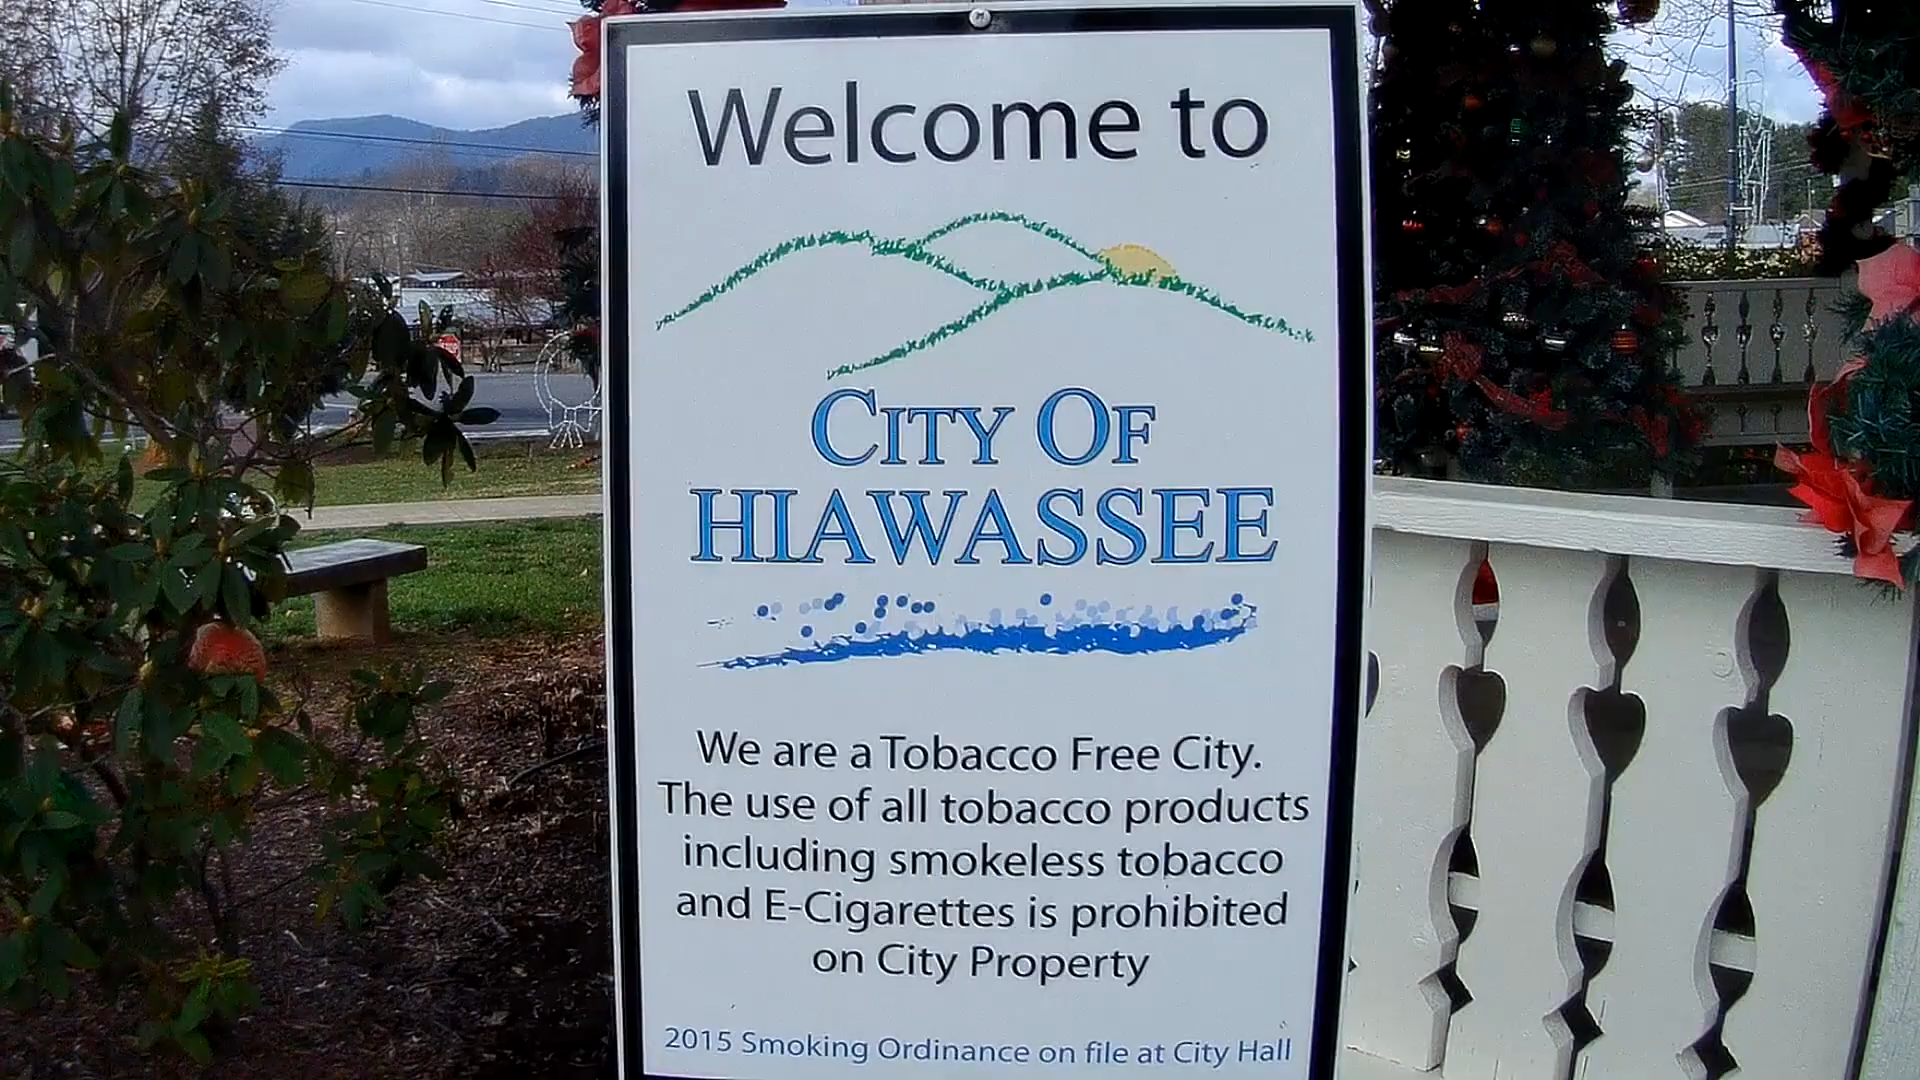 Welcome to
CITY OF
HIAWASSEE
We are a Tobacco Free City.
The use of all tobacco products
including smokeless tobacco
and E-Cigarettes is prohibited
on City Property
2015 Smoking Ordinance on file at City Hall